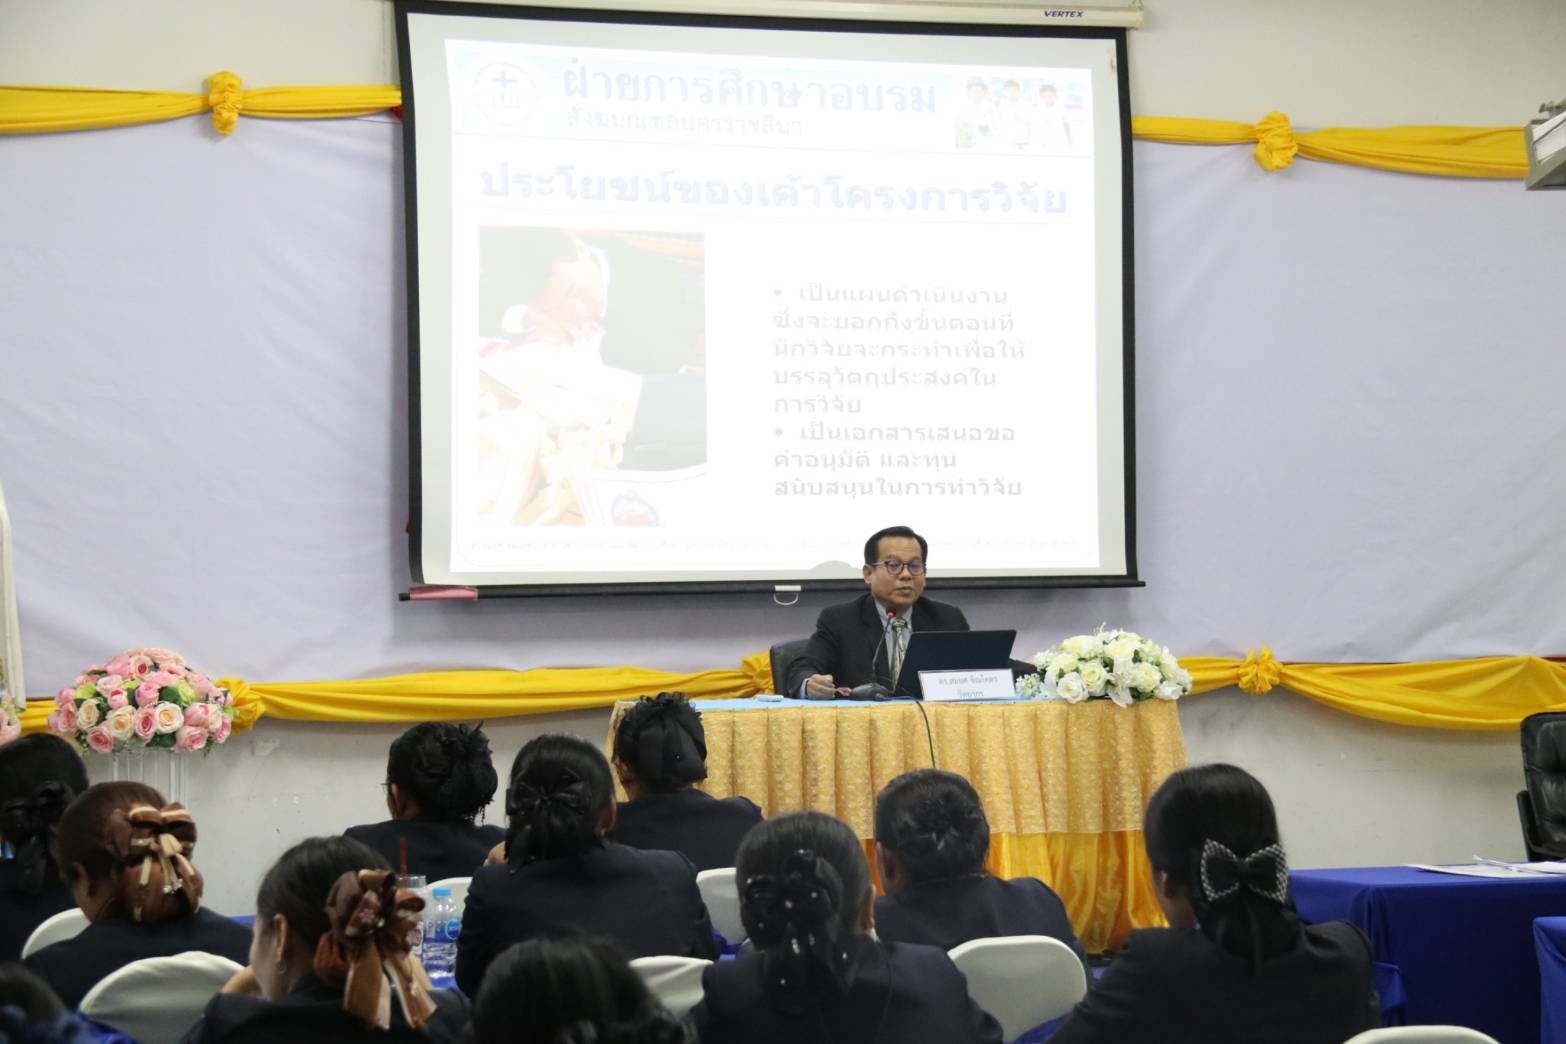 VERTEX
ฝ่ายการศึกษาอบรม
สังฆมณฑลนครราชสีมา
ประโยชน์ของเค้าโครงการวิจัย
• เป็นแผนดำเนินงาน
ซึ่งจะบอกถึงขั้นตอนที่
นักวิจัยจะกระทำเพื่อให้
บรรลุวัตถุประสงค์ใน
การวิจัย
• เป็นเอกสารเสนอขอ
คำอนุมัติ และทุน
สนับสนุนในการทำวิจัย
วิทยากร